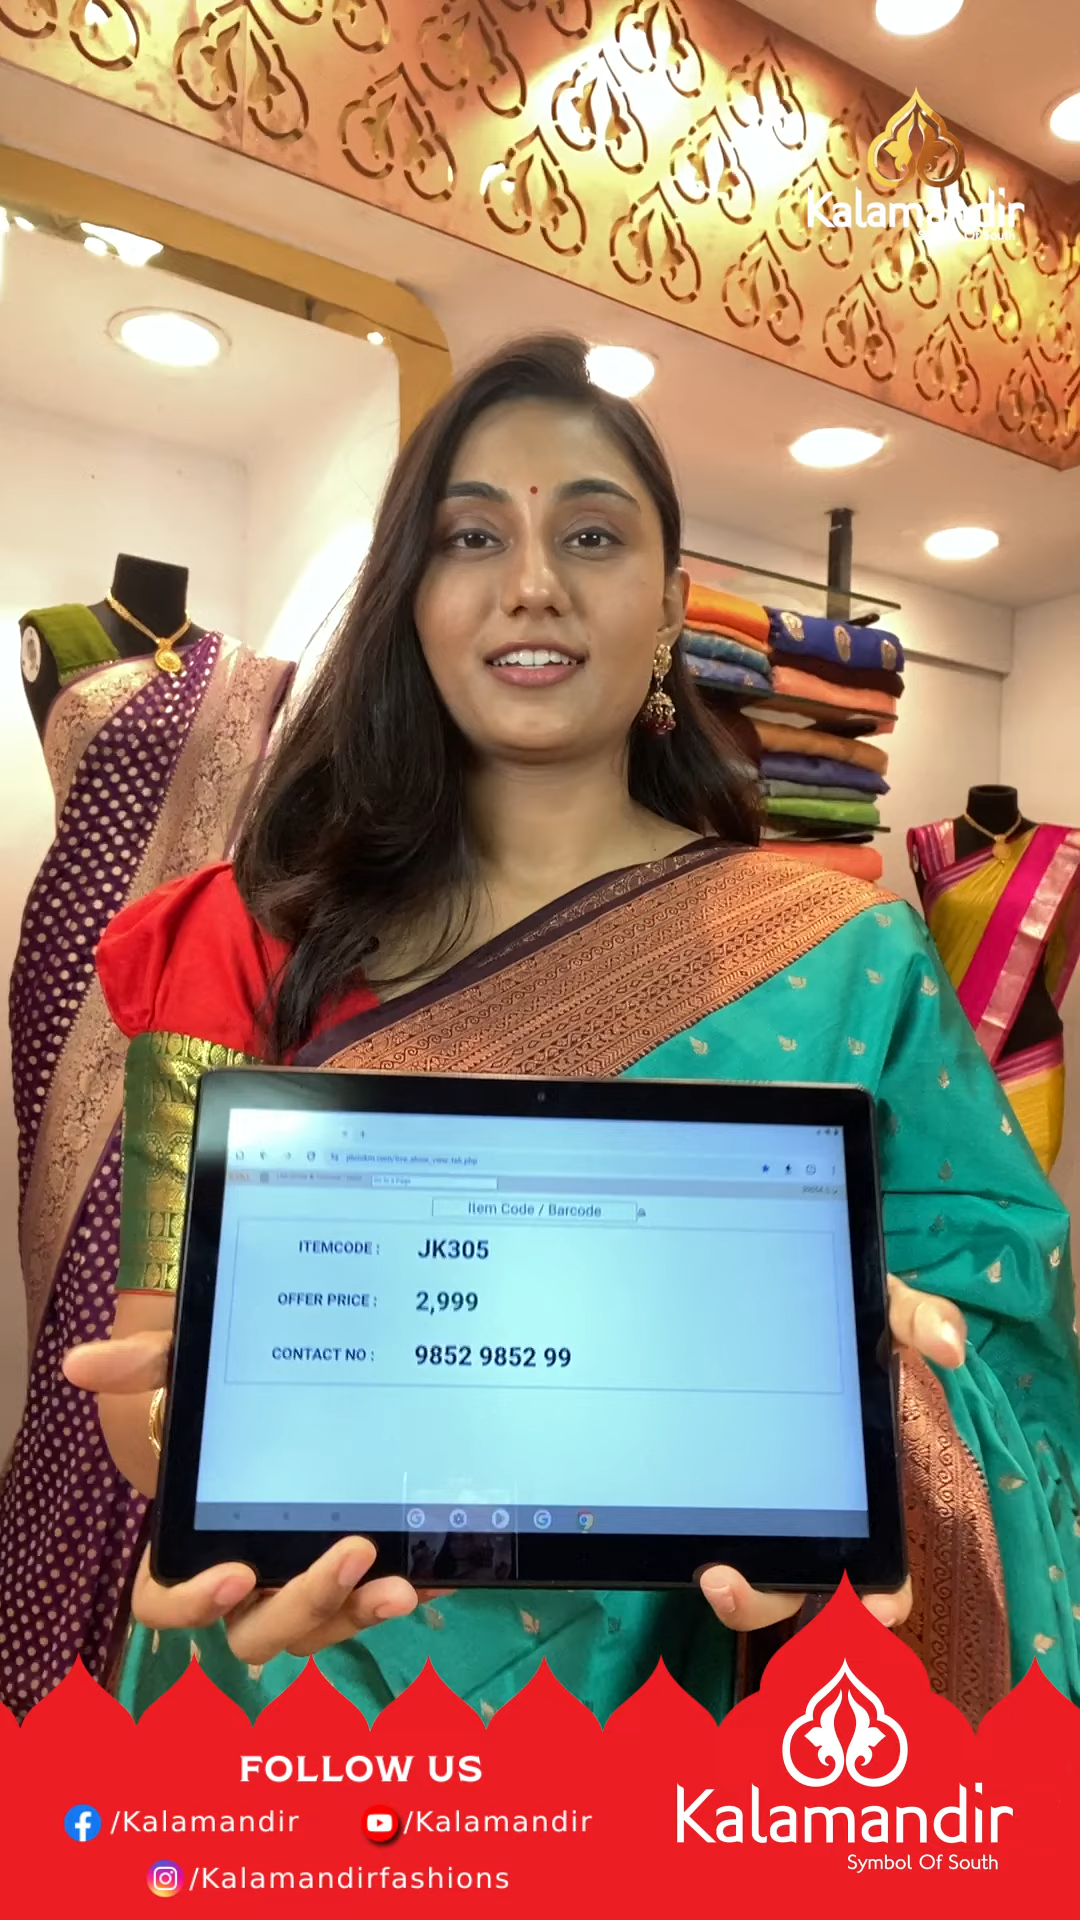 Kalamandir
Item Code / Barcode
ITEMCODE : JK305
OFFER PRICE : 2,999
CONTACT NO : 9852 9852 99
FOLLOW US
/Kalamandir /Kalamandir
/Kalamandirfashions
Kalamandir
Symbol Of South